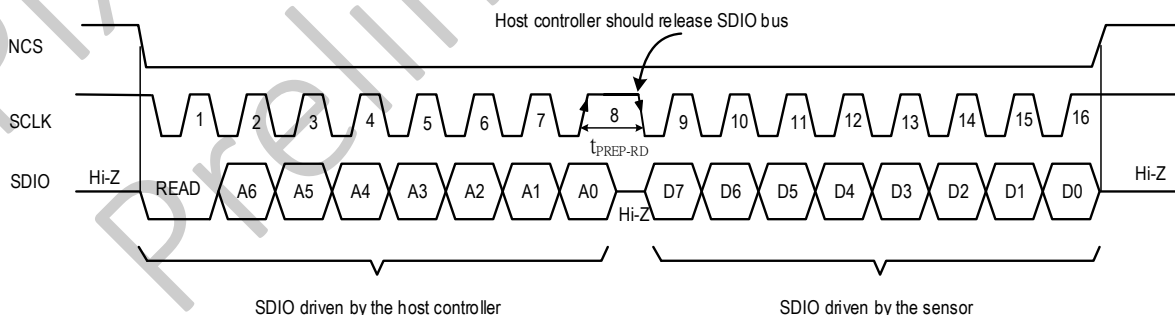 Host controller should release SDIO bus
NCS
SCLK 1 2 3 4 5 6 7 8 9 10 11 12 13 14 15 16
tPREP-RD
SDIO Hi-Z READ A6 A5 A4 A3 A2 A1 A0 Hi-Z D7 D6 D5 D4 D3 D2 D1 D0 Hi-Z
SDIO driven by the host controller SDIO driven by the sensor